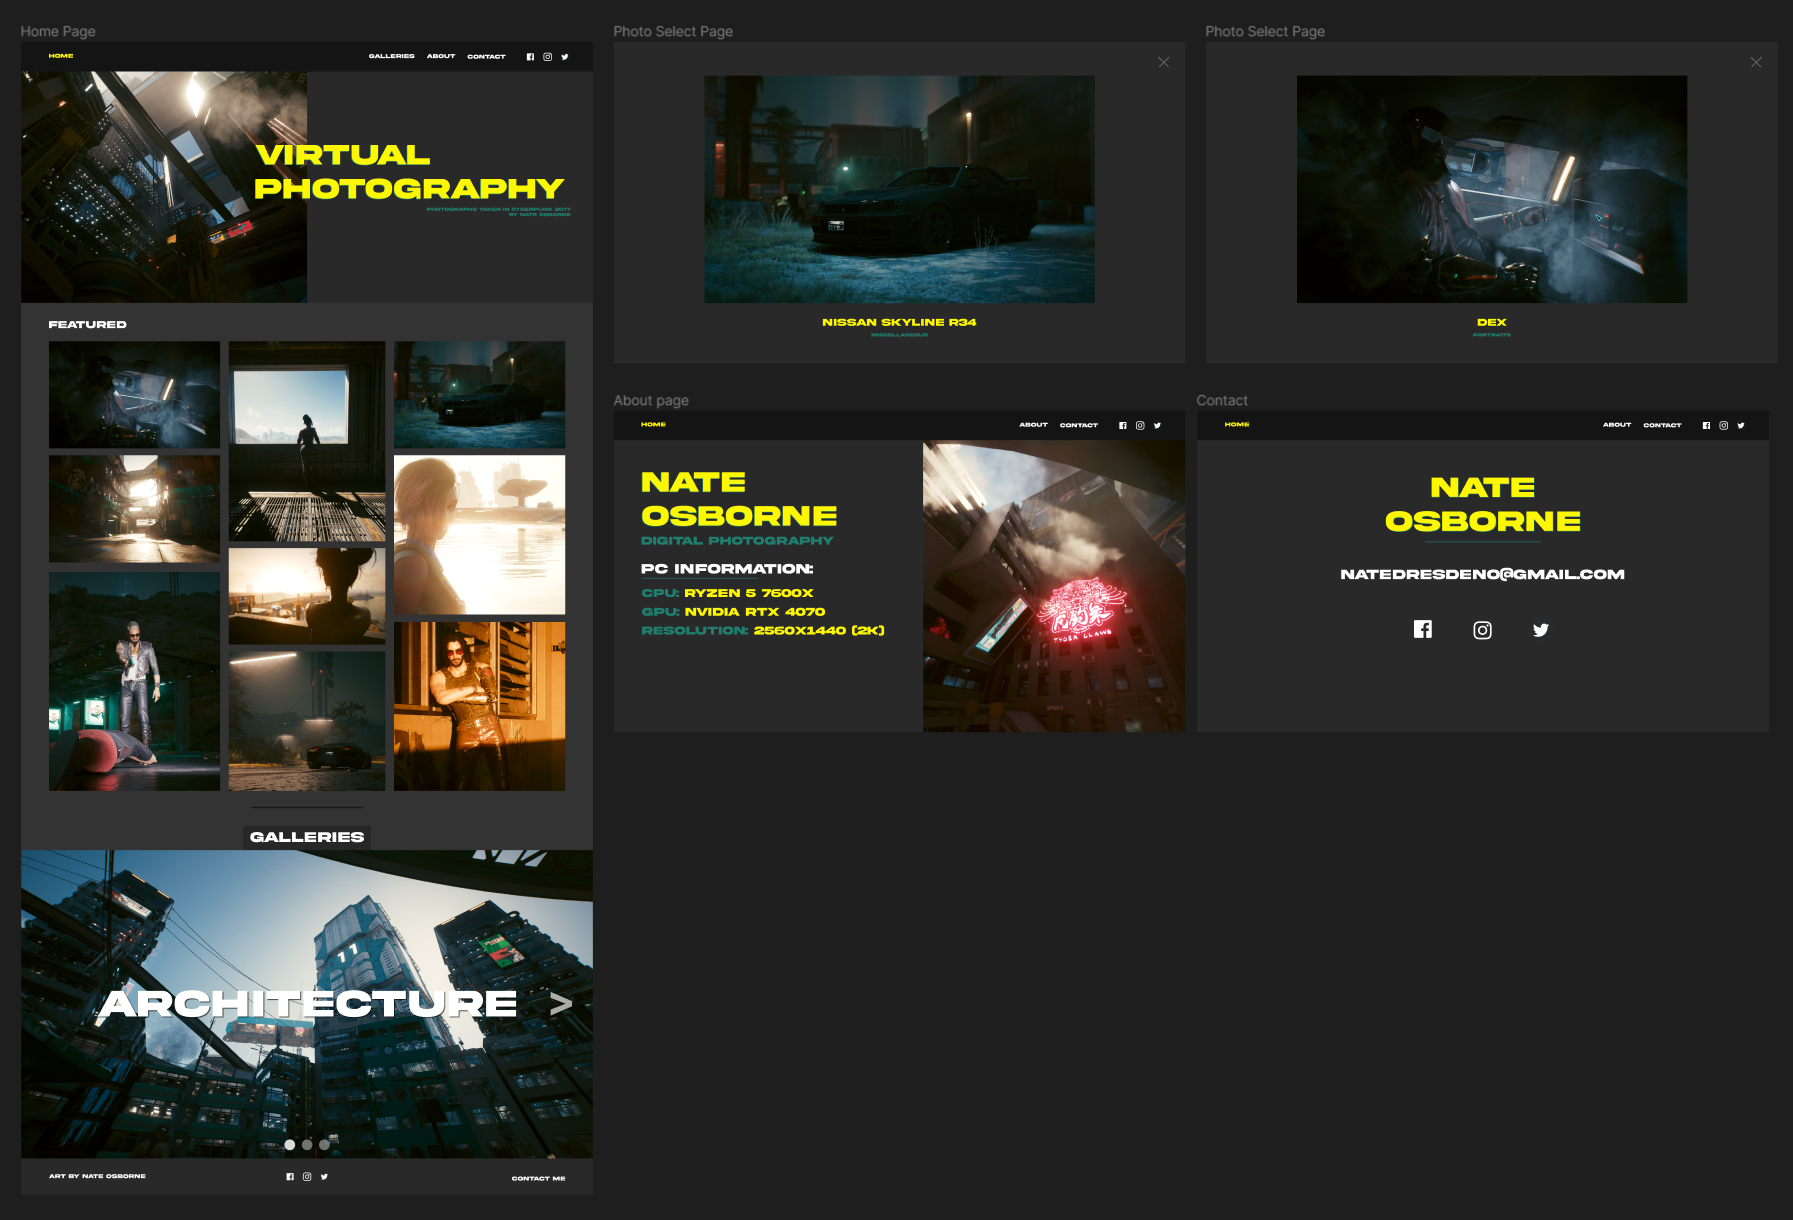 Home Page
HOME
GALLERIES ABOUT CONTACT
VIRTUAL
PHOTOGRAPHY
PHOTOGRAPHS TAKEN IN CYBERPUNK 2077
BY NATE OSBORNE
FEATURED
GALLERIES
11
ARCHITECTURE >
ART BY NATE OSBORNE
CONTACT ME
Photo Select Page
NISSAN SKYLINE R34
MISCELLANEOUS
Photo Select Page
DEX
PORTRAITS
About page
HOME
ABOUT CONTACT
NATE
OSBORNE
DIGITAL PHOTOGRAPHY
PC INFORMATION:
CPU: RYZEN 5 7600X
GPU: NVIDIA RTX 4070
RESOLUTION: 2560X1440 (2K)
TYGER CLAWS
Contact
HOME
ABOUT CONTACT
NATE
OSBORNE
NATEDRESDENO@GMAIL.COM